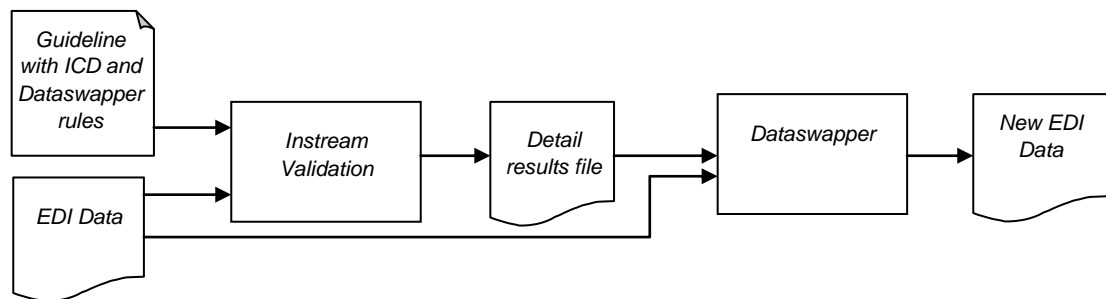 Guideline
with ICD and
Dataswapper
rules
EDI Data
Instream
Validation
Detail
results file
Dataswapper
New EDI
Data